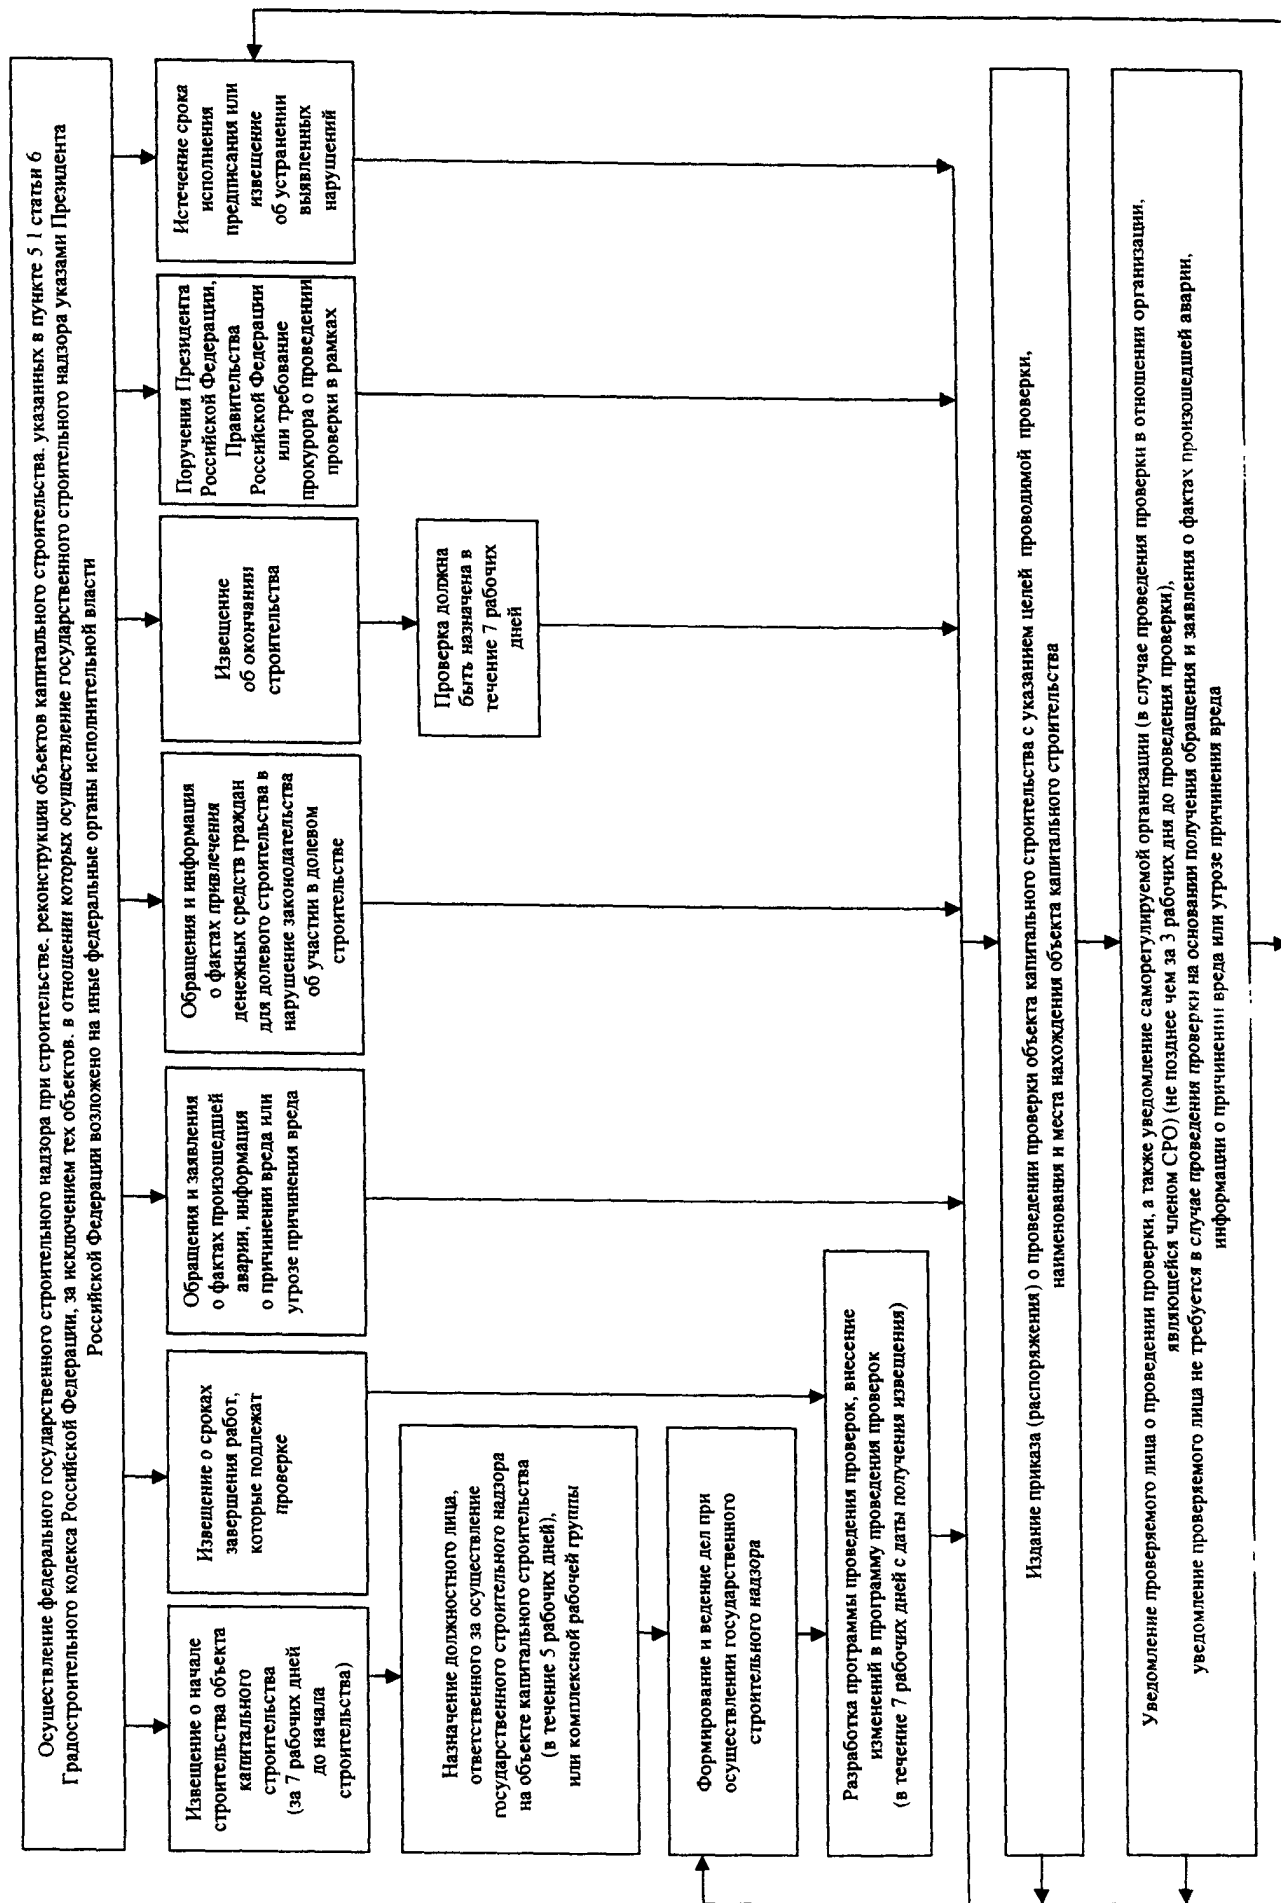 Осуществление федерального государственного строительного надзора при строительстве. реконструкции объектов капитального строительства. указанных в пункте 5 1 статьи 6
Градостроительного кодекса Российской Федерации, за исключением тех объектов. в отношении которых осуществление государственного строительного надзора указами Президента
Российской Федерации возложено на иные федеральные органы исполнительной власти
Извещение о начале
строительства объекта
капитального
строительства
(за 7 рабочих дней
до начала
строительства)
Извещение о сроках
завершения работ,
которые подлежат
проверке
Обращения и заявления
о фактах произошедшей
аварии, информация
о причинении вреда или
угрозе причинения вреда
Обращения и информация
о фактах привлечения
денежных средств граждан
для долевого строительства в
нарушение законодательства
об участии в долевом
строительстве
Извещение
об окончании
строительства
Поручения Президента
Российской Федерации,
Правительства
Российской Федерации
или требование
прокурора о проведении
проверки в рамках
Истечение срока
исполнения
предписания или
извещение
об устранении
выявленных
нарушений
Назначение должностного лица,
ответственного за осуществление
государственного строительного надзора
на объекте капитального строительства
(в течение 5 рабочих дней),
или комплексной рабочей группы
Проверка должна
быть назначена в
течение 7 рабочих
дней
Формирование и ведение дел при
осуществлении государственного
строительного надзора
Разработка программы проведения проверок, внесение
изменений в программу проведения проверок
(в течение 7 рабочих дней с даты получения извещения)
Издание приказа (распоряжения) о проведении проверки объекта капитального строительства с указанием целей проводимой проверки,
наименования и места нахождения объекта капитального строительства
Уведомление проверяемого лица о проведении проверки, а также уведомление саморегулируемой организации (в случае проведения проверки в отношении организации,
являющейся членом СРО) (не позднее чем за 3 рабочих дня до проведения проверки),
уведомление проверяемого лица не требуется в случае проведения проверки на основании получения обращения и заявления о фактах произошедшей аварии,
информации о причинении вреда или угрозе причинения вреда